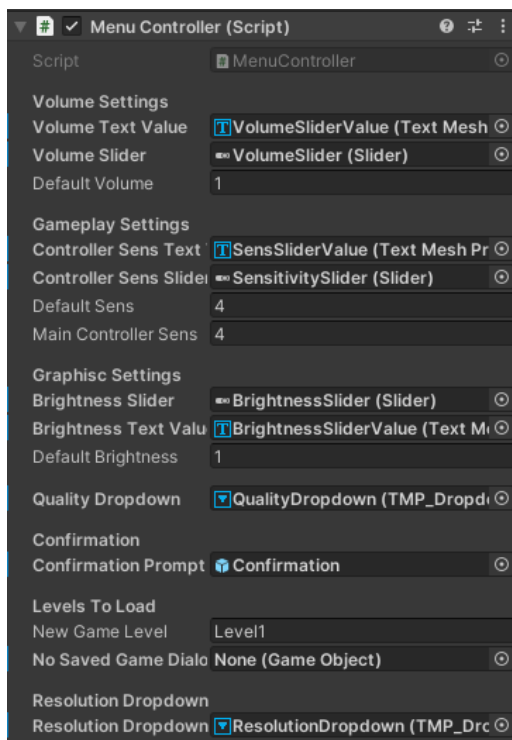 # Menu Controller (Script)
Script # MenuController
Volume Settings
Volume Text Value T VolumeSliderValue (Text Mesh
Volume Slider VolumeSlider (Slider)
Default Volume 1
Gameplay Settings
Controller Sens Text T SensSliderValue (Text Mesh Pr
Controller Sens Slider SensitivitySlider (Slider)
Default Sens 4
Main Controller Sens 4
Graphisc Settings
Brightness Slider BrightnessSlider (Slider)
Brightness Text Valu T BrightnessSliderValue (Text M
Default Brightness 1
Quality Dropdown QualityDropdown (TMP_Dropd
Confirmation
Confirmation Prompt Confirmation
Levels To Load
New Game Level Level1
No Saved Game Dialo None (Game Object)
Resolution Dropdown
Resolution Dropdown ResolutionDropdown (TMP_Dro